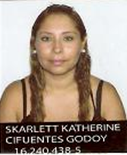 SKARLETT KATHERINE
CIFUENTES GODOY
16.240.438-5